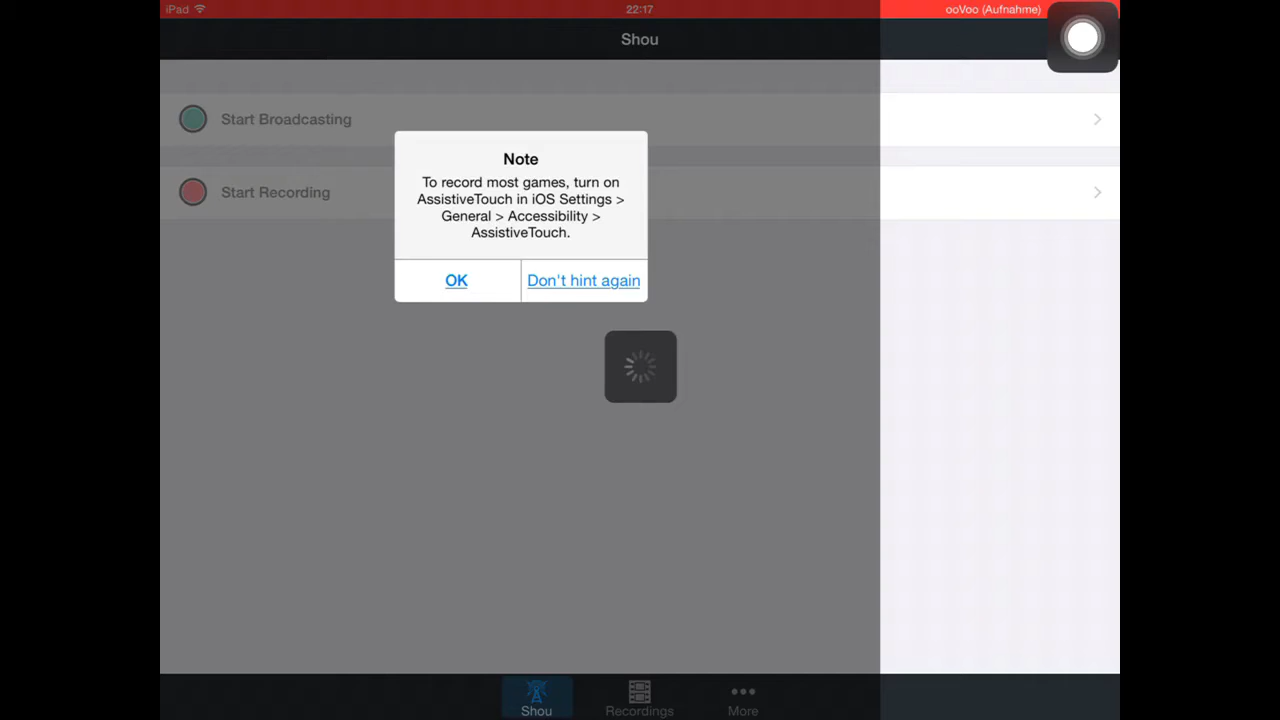 iPad 22:17 ooVoo (Aufnahme)
Shou
Start Broadcasting
Start Recording
Note
To record most games, turn on
AssistiveTouch in iOS Settings >
General > Accessibility >
AssistiveTouch.
OK Don't hint again
Shou Recordings More